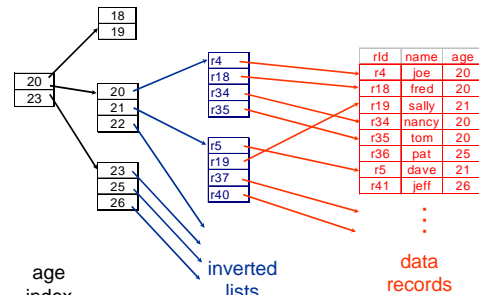 18
19
20
23
20
21
22
23
25
26
r4
r18
r34
r35
r5
r19
r37
r40
rId name age
r4 joe 20
r18 fred 20
r19 sally 21
r34 nancy 20
r35 tom 20
r36 pat 25
r5 dave 21
r41 jeff 26
age
index
inverted
lists
data
records